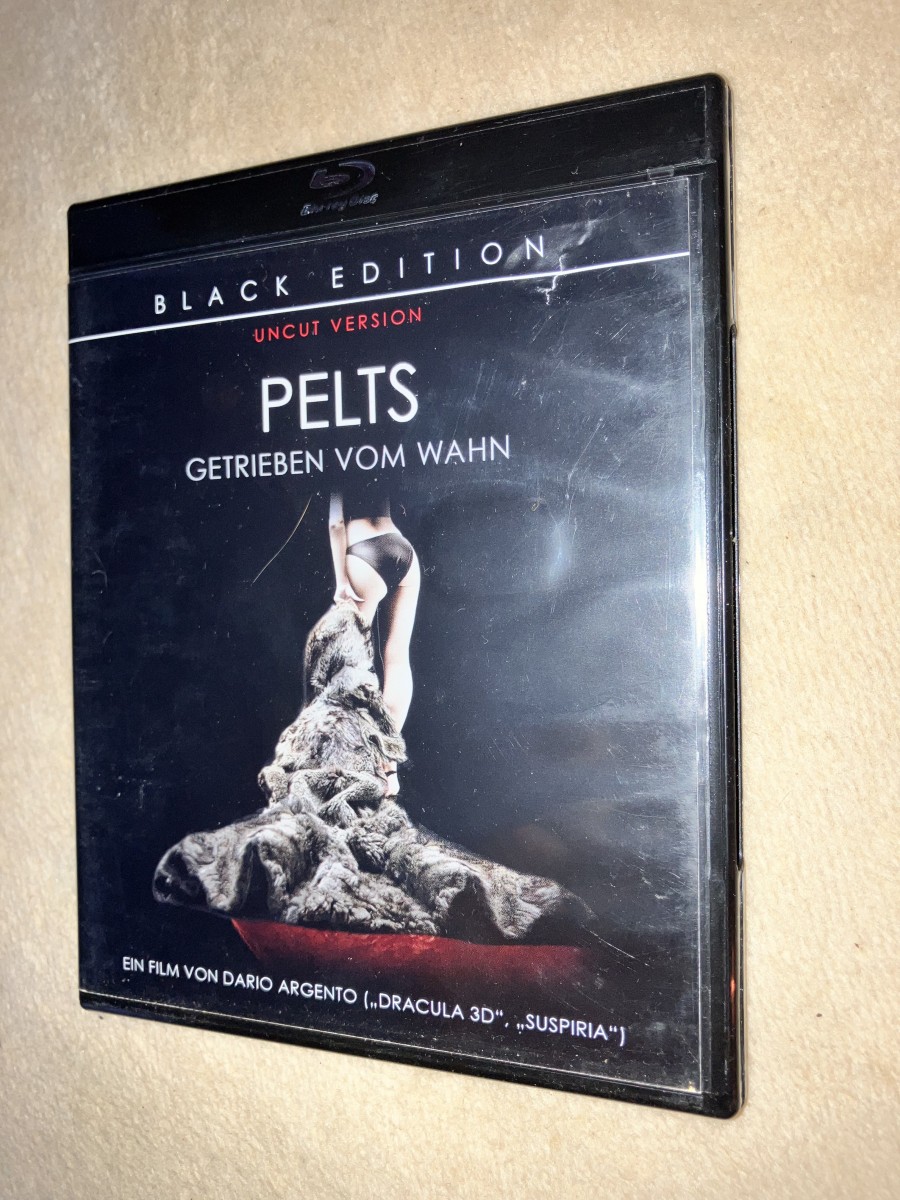 Blu-ray Disc
BLACK EDITION
UNCUT VERSION
PELTS
GETRIEBEN VOM WAHN
EIN FILM VON DARIO ARGENTO („DRACULA 3D“, „SUSPIRIA“)